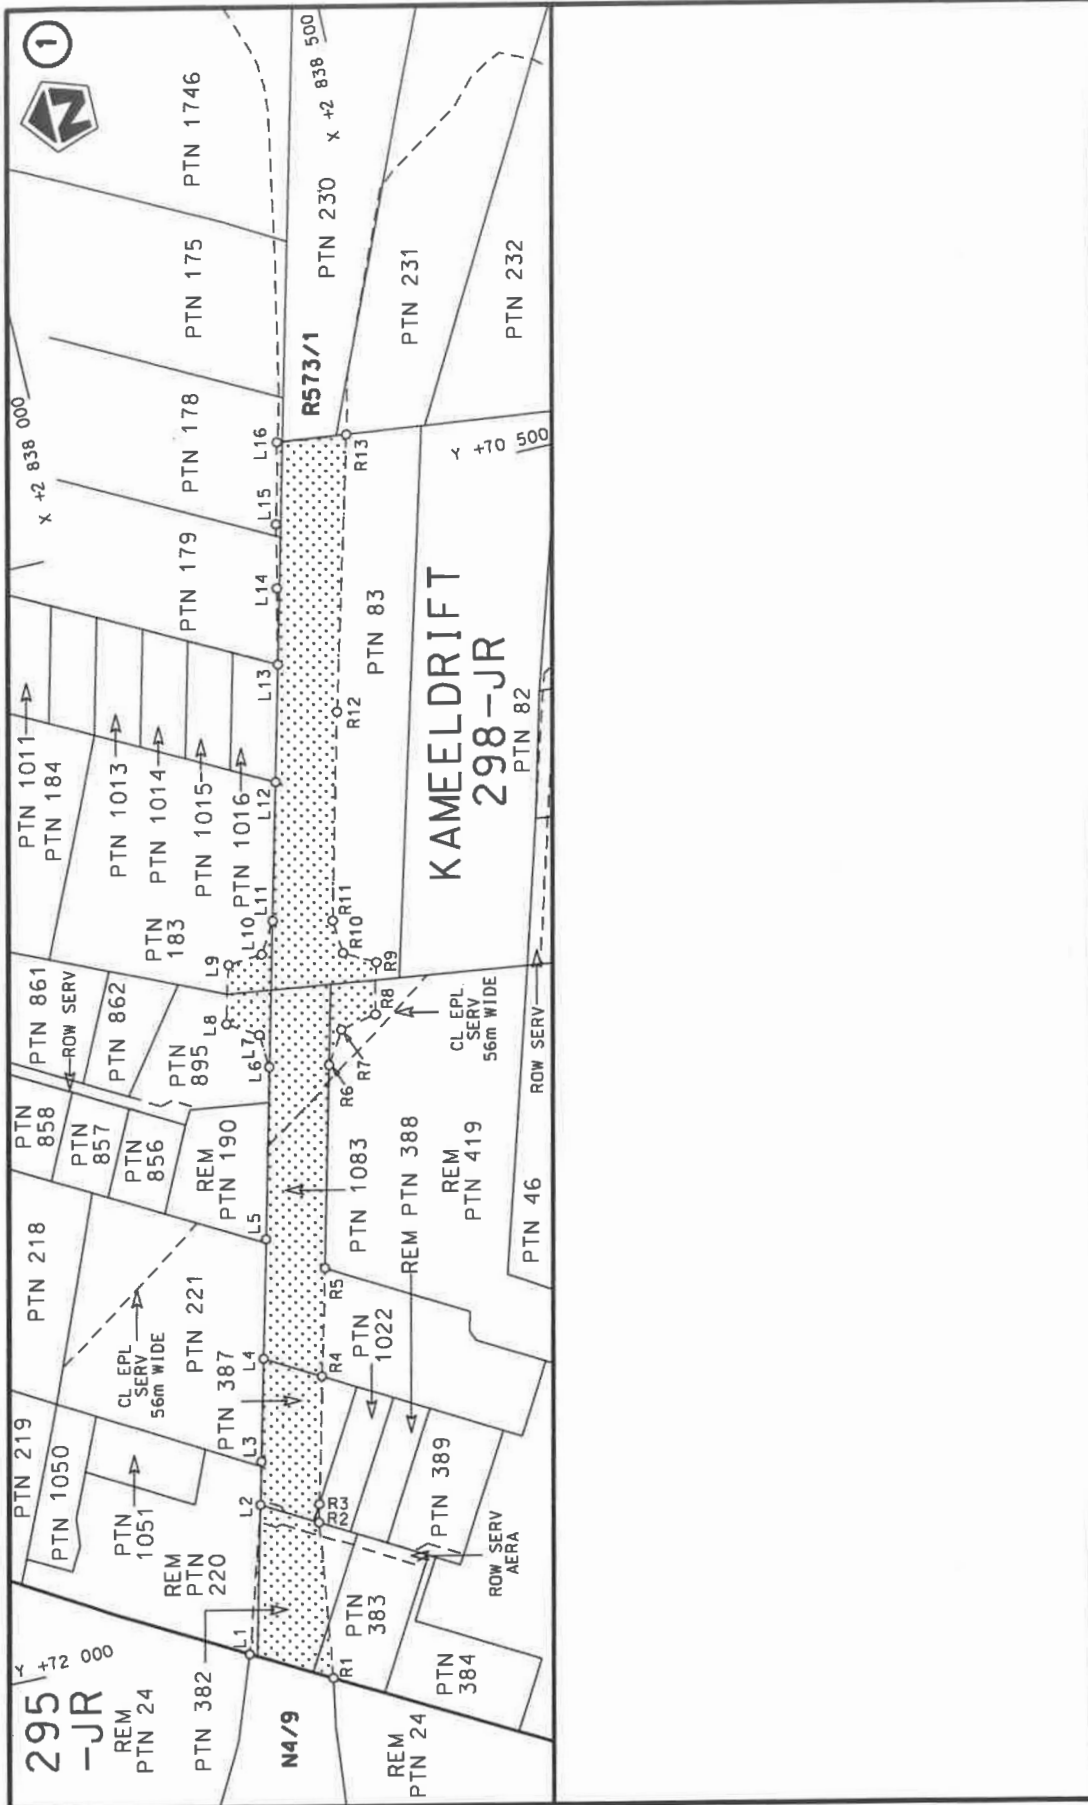 1
N
295
-JR
REM
PTN 24
Y +72 000
PTN 382
N4/9
REM
PTN 24
L1
R1
PTN 219
PTN 1050
PTN
1051
REM
PTN
220
PTN
383
PTN
384
L2
R2
R3
ROW SERV
AERA
PTN 389
L3
PTN 387
L4
R4
PTN
1022
REM PTN 388
PTN 218
CL EPL
SERV
56m WIDE
PTN 221
L5
R5
PTN 1083
REM
PTN 419
PTN 46
PTN
858
PTN
857
PTN
856
REM
PTN 190
PTN 861
ROW SERV
PTN 862
PTN
895
L6
L7
L8
L9
L10
L11
R6
R7
R8
R9
R10
R11
CL EPL
SERV
56m WIDE
ROW SERV
PTN
183
PTN 1011
PTN 184
PTN 1013
PTN 1014
PTN 1015
PTN 1016
L12
R12
L13
PTN 83
KAMEELDRIFT
298-JR
PTN 82
X +2 838 000
PTN 179
L14
L15
PTN 178
L16
R13
Y +70 500
R573/1
PTN 175
PTN 1746
PTN 230
X +2 838 500
PTN 231
PTN 232